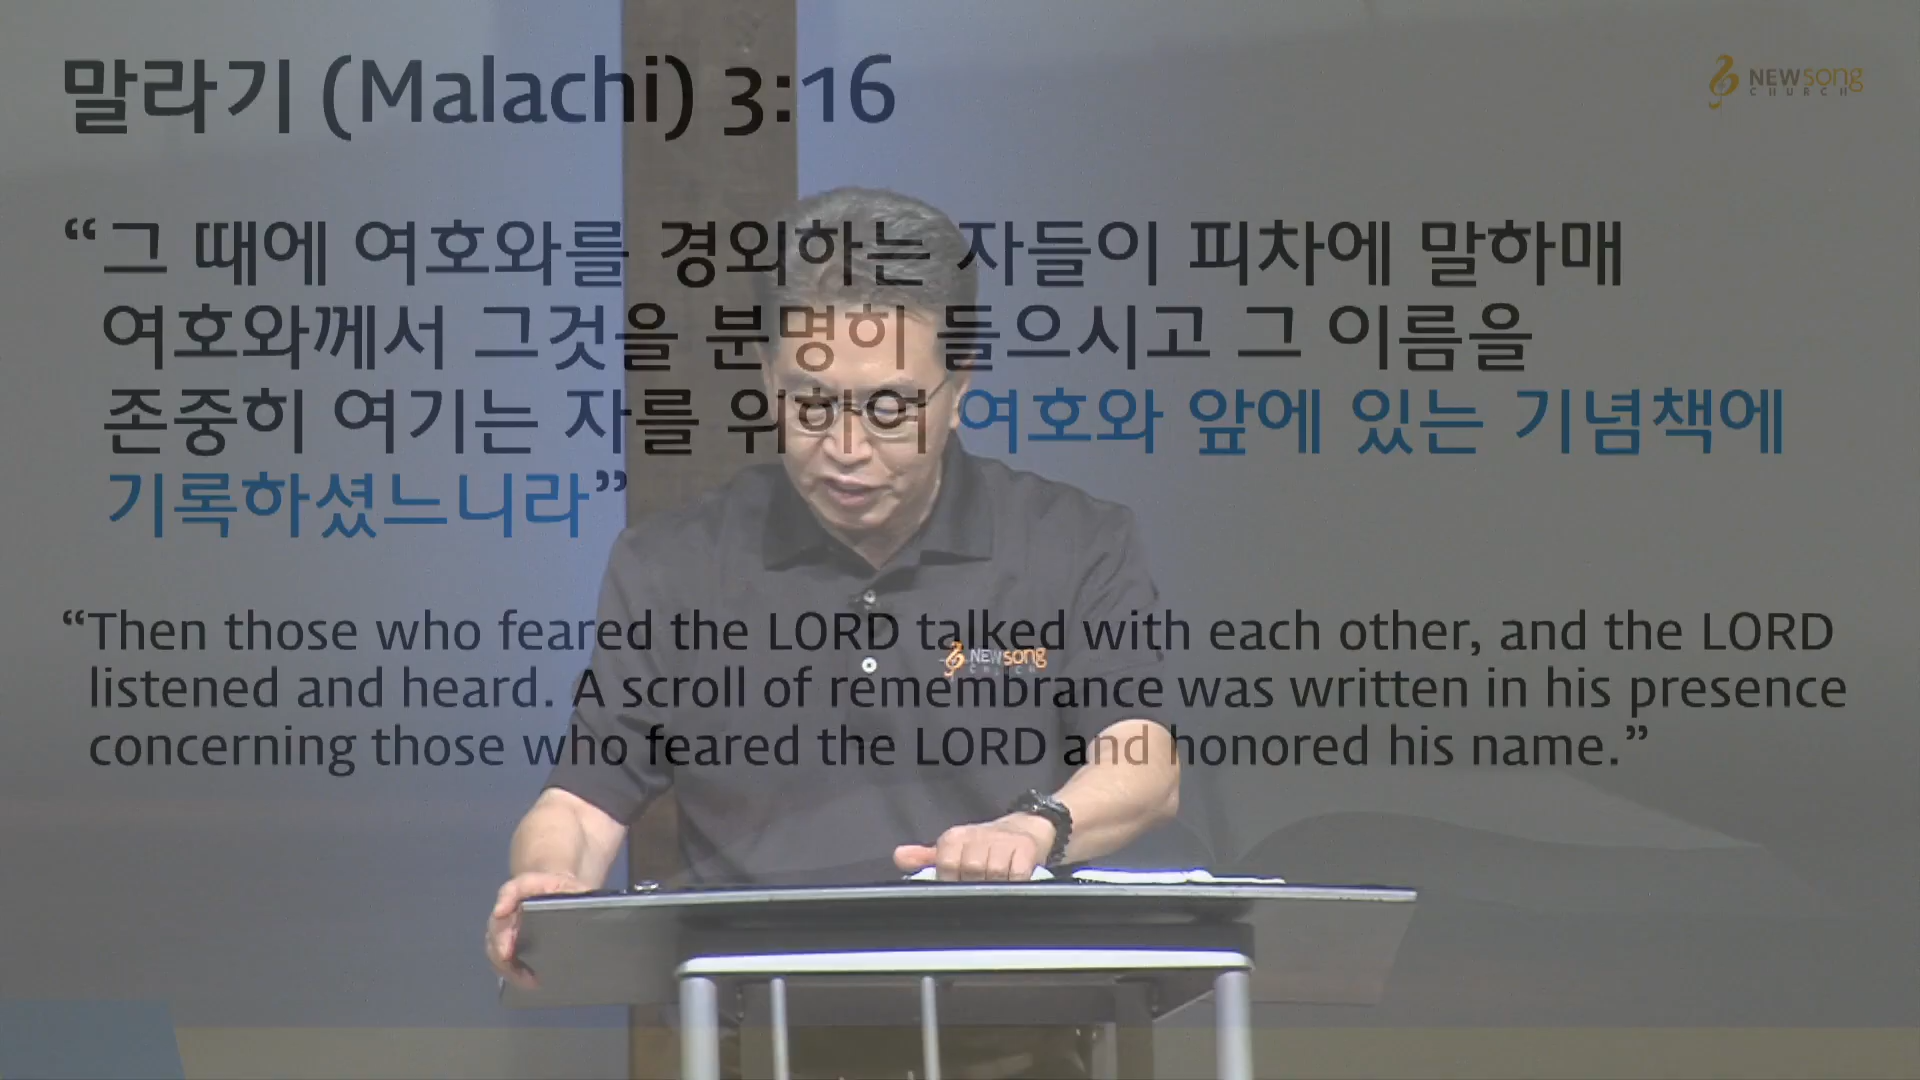 말라기 (Malachi) 3:16
NEWsong
CHURCH
“그 때에 여호와를 경외하는 자들이 피차에 말하매
여호와께서 그것을 분명히 들으시고 그 이름을
존중히 여기는 자를 위하여 여호와 앞에 있는 기념책에
기록하셨느니라”
“Then those who feared the LORD talked with each other, and the LORD
listened and heard. A scroll of remembrance was written in his presence
concerning those who feared the LORD and honored his name.”
NEWsong
CHURCH